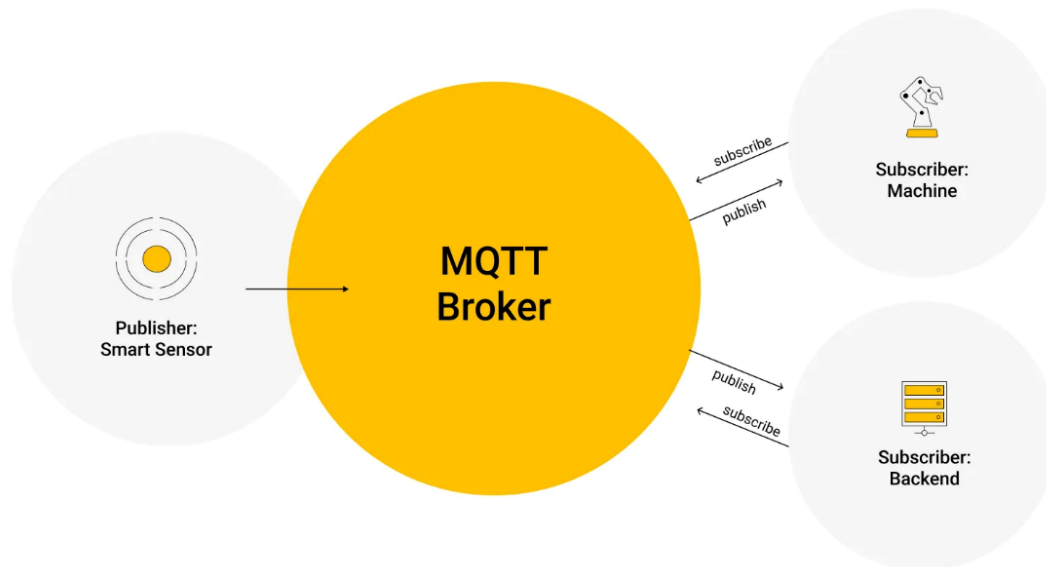 MQTT
Broker
Publisher:
Smart Sensor
subscribe
publish
Subscriber:
Machine
publish
subscribe
Subscriber:
Backend